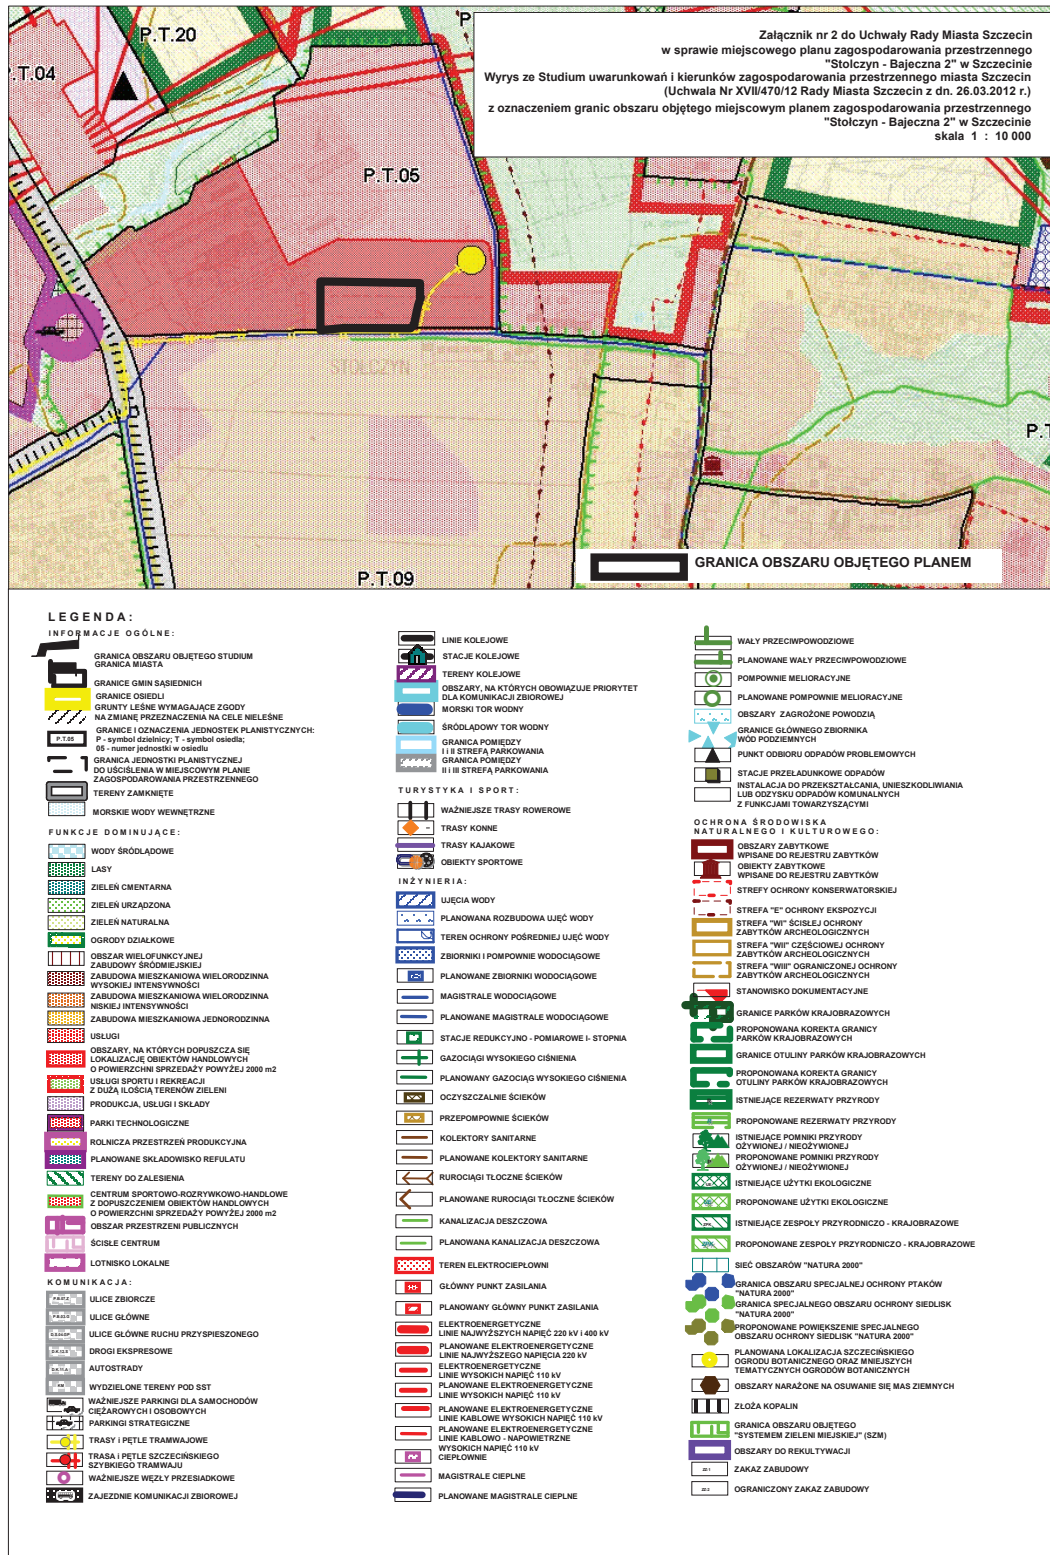 Załącznik nr 2 do Uchwały Rady Miasta Szczecin
w sprawie miejscowego planu zagospodarowania przestrzennego
"Stolczyn - Bajeczna 2" w Szczecinie
Wyrys ze Studium uwarunkowań i kierunków zagospodarowania przestrzennego miasta Szczecin
(Uchwala Nr XVII/470/12 Rady Miasta Szczecin z dn. 26.03.2012 r.)
z oznaczeniem granic obszaru objętego miejscowym planem zagospodarowania przestrzennego
"Stołczyn - Bajeczna 2" w Szczecinie
skala 1 : 10 000
P.T.20
P
P.T.04
P.T.05
STOŁCZYN
P.T
P.T.09
GRANICA OBSZARU OBJĘTEGO PLANEM
LEGENDA:
INFORMACJE OGÓLNE:
GRANICA OBSZARU OBJĘTEGO STUDIUM
GRANICA MIASTA
GRANICE GMIN SĄSIEDNICH
GRANICE OSIEDLI
GRUNTY LEŚNE WYMAGAJĄCE ZGODY
NA ZMIANĘ PRZEZNACZENIA NA CELE NIELEŚNE
GRANICE I OZNACZENIA JEDNOSTEK PLANISTYCZNYCH:
P.T.05
P - symbol dzielnicy; T - symbol osiedla;
05 - numer jednostki w osiedlu
GRANICA JEDNOSTKI PLANISTYCZNEJ
DO UŚCIŚLENIA W MIEJSCOWYM PLANIE
ZAGOSPODAROWANIA PRZESTRZENNEGO
TERENY ZAMKNIĘTE
MORSKIE WODY WEWNĘTRZNE
FUNKCJE DOMINUJĄCE:
WODY ŚRÓDLĄDOWE
LASY
ZIELEŃ CMENTARNA
ZIELEŃ URZĄDZONA
ZIELEŃ NATURALNA
OGRODY DZIAŁKOWE
OBSZAR WIELOFUNKCYJNEJ
ZABUDOWY ŚRÓDMIEJSKIEJ
ZABUDOWA MIESZKANIOWA WIELORODZINNA
WYSOKIEJ INTENSYWNOŚCI
ZABUDOWA MIESZKANIOWA WIELORODZINNA
NISKIEJ INTENSYWNOŚCI
ZABUDOWA MIESZKANIOWA JEDNORODZINNA
USŁUGI
OBSZARY, NA KTÓRYCH DOPUSZCZA SIĘ
LOKALIZACJĘ OBIEKTÓW HANDLOWYCH
O POWIERZCHNI SPRZEDAŻY POWYŻEJ 2000 m2
USŁUGI SPORTU I REKREACJI
Z DUŻĄ ILOŚCIĄ TERENÓW ZIELENI
PRODUKCJA, USŁUGI I SKŁADY
PARKI TECHNOLOGICZNE
ROLNICZA PRZESTRZEŃ PRODUKCYJNA
PLANOWANE SKŁADOWISKO REFULATU
TERENY DO ZALESIENIA
CENTRUM SPORTOWO-ROZRYWKOWO-HANDLOWE
Z DOPUSZCZENIEM OBIEKTÓW HANDLOWYCH
O POWIERZCHNI SPRZEDAŻY POWYŻEJ 2000 m2
OBSZAR PRZESTRZENI PUBLICZNYCH
ŚCISŁE CENTRUM
LOTNISKO LOKALNE
KOMUNIKACJA:
ULICE ZBIORCZE
ULICE GŁÓWNE
ULICE GŁÓWNE RUCHU PRZYSPIESZONEGO
DROGI EKSPRESOWE
AUTOSTRADY
WYDZIELONE TERENY POD SST
WAŻNIEJSZE PARKINGI DLA SAMOCHODÓW
CIĘŻAROWYCH I OSOBOWYCH
PARKINGI STRATEGICZNE
TRASY i PĘTLE TRAMWAJOWE
TRASA i PĘTLE SZCZECIŃSKIEGO
SZYBKIEGO TRAMWAJU
WAŻNIEJSZE WĘZŁY PRZESIADKOWE
ZAJEZDNIE KOMUNIKACJI ZBIOROWEJ
LINIE KOLEJOWE
STACJE KOLEJOWE
TERENY KOLEJOWE
OBSZARY, NA KTÓRYCH OBOWIĄZUJE PRIORYTET
DLA KOMUNIKACJI ZBIOROWEJ
MORSKI TOR WODNY
ŚRÓDLĄDOWY TOR WODNY
GRANICA POMIĘDZY
I i II STREFĄ PARKOWANIA
GRANICA POMIĘDZY
II i III STREFĄ PARKOWANIA
TURYSTYKA I SPORT:
WAŻNIEJSZE TRASY ROWEROWE
TRASY KONNE
TRASY KAJAKOWE
OBIEKTY SPORTOWE
INŻYNIERIA:
UJĘCIA WODY
PLANOWANA ROZBUDOWA UJĘĆ WODY
TEREN OCHRONY POŚREDNIEJ UJĘĆ WODY
ZBIORNIKI I POMPOWNIE WODOCIĄGOWE
PLANOWANE ZBIORNIKI WODOCIĄGOWE
MAGISTRALE WODOCIĄGOWE
PLANOWANE MAGISTRALE WODOCIĄGOWE
STACJE REDUKCYJNO - POMIAROWE I- STOPNIA
GAZOCIĄGI WYSOKIEGO CIŚNIENIA
PLANOWANY GAZOCIĄG WYSOKIEGO CIŚNIENIA
OCZYSZCZALNIE ŚCIEKÓW
PRZEPOMPOWNIE ŚCIEKÓW
KOLEKTORY SANITARNE
PLANOWANE KOLEKTORY SANITARNE
RUROCIĄGI TŁOCZNE ŚCIEKÓW
PLANOWANE RUROCIĄGI TŁOCZNE ŚCIEKÓW
KANALIZACJA DESZCZOWA
PLANOWANA KANALIZACJA DESZCZOWA
TEREN ELEKTROCIEPŁOWNI
GŁÓWNY PUNKT ZASILANIA
PLANOWANY GŁÓWNY PUNKT ZASILANIA
ELEKTROENERGETYCZNE
LINIE NAJWYŻSZYCH NAPIĘĆ 220 kV i 400 kV
PLANOWANE ELEKTROENERGETYCZNE
LINIE NAJWYŻSZEGO NAPIĘCIA 220 kV
ELEKTROENERGETYCZNE
LINIE WYSOKICH NAPIĘĆ 110 kV
PLANOWANE ELEKTROENERGETYCZNE
LINIE WYSOKICH NAPIĘĆ 110 kV
PLANOWANE ELEKTROENERGETYCZNE
LINIE KABLOWE WYSOKICH NAPIĘĆ 110 kV
PLANOWANE ELEKTROENERGETYCZNE
LINIE KABLOWO - NAPOWIETRZNE
WYSOKICH NAPIĘĆ 110 kV
CIEPŁOWNIE
MAGISTRALE CIEPLNE
PLANOWANE MAGISTRALE CIEPLNE
WAŁY PRZECIWPOWODZIOWE
PLANOWANE WAŁY PRZECIWPOWODZIOWE
POMPOWNIE MELIORACYJNE
PLANOWANE POMPOWNIE MELIORACYJNE
OBSZARY ZAGROŻONE POWODZIĄ
GRANICE GŁÓWNEGO ZBIORNIKA
WÓD PODZIEMNYCH
PUNKT ODBIORU ODPADÓW PROBLEMOWYCH
STACJE PRZEŁADUNKOWE ODPADÓW
INSTALACJA DO PRZEKSZTAŁCANIA, UNIESZKODLIWIANIA
LUB ODZYSKU ODPADÓW KOMUNALNYCH
Z FUNKCJAMI TOWARZYSZĄCYMI
OCHRONA ŚRODOWISKA
NATURALNEGO I KULTUROWEGO:
OBSZARY ZABYTKOWE
WPISANE DO REJESTRU ZABYTKÓW
OBIEKTY ZABYTKOWE
WPISANE DO REJESTRU ZABYTKÓW
STREFY OCHRONY KONSERWATORSKIEJ
STREFA "E" OCHRONY EKSPOZYCJI
STREFA "WI" ŚCISŁEJ OCHRONY
ZABYTKÓW ARCHEOLOGICZNYCH
STREFA "WII" CZĘŚCIOWEJ OCHRONY
ZABYTKÓW ARCHEOLOGICZNYCH
STREFA "WIII" OGRANICZONEJ OCHRONY
ZABYTKÓW ARCHEOLOGICZNYCH
STANOWISKO DOKUMENTACYJNE
GRANICE PARKÓW KRAJOBRAZOWYCH
PROPONOWANA KOREKTA GRANICY
PARKÓW KRAJOBRAZOWYCH
GRANICE OTULINY PARKÓW KRAJOBRAZOWYCH
PROPONOWANA KOREKTA GRANICY
OTULINY PARKÓW KRAJOBRAZOWYCH
ISTNIEJĄCE REZERWATY PRZYRODY
PROPONOWANE REZERWATY PRZYRODY
ISTNIEJĄCE POMNIKI PRZYRODY
OŻYWIONEJ / NIEOŻYWIONEJ
PROPONOWANE POMNIKI PRZYRODY
OŻYWIONEJ / NIEOŻYWIONEJ
ISTNIEJĄCE UŻYTKI EKOLOGICZNE
PROPONOWANE UŻYTKI EKOLOGICZNE
ISTNIEJĄCE ZESPOŁY PRZYRODNICZO - KRAJOBRAZOWE
PROPONOWANE ZESPOŁY PRZYRODNICZO - KRAJOBRAZOWE
SIEĆ OBSZARÓW "NATURA 2000"
GRANICA OBSZARU SPECJALNEJ OCHRONY PTAKÓW
"NATURA 2000"
GRANICA SPECJALNEGO OBSZARU OCHRONY SIEDLISK
"NATURA 2000"
PROPONOWANE POWIĘKSZENIE SPECJALNEGO
OBSZARU OCHRONY SIEDLISK "NATURA 2000"
PLANOWANA LOKALIZACJA SZCZECIŃSKIEGO
OGRODU BOTANICZNEGO ORAZ MNIEJSZYCH
TEMATYCZNYCH OGRODÓW BOTANICZNYCH
OBSZARY NARAŻONE NA OSUWANIE SIĘ MAS ZIEMNYCH
ZŁOŻA KOPALIN
GRANICA OBSZARU OBJĘTEGO
"SYSTEMEM ZIELENI MIEJSKIEJ" (SZM)
OBSZARY DO REKULTYWACJI
ZAKAZ ZABUDOWY
OGRANICZONY ZAKAZ ZABUDOWY